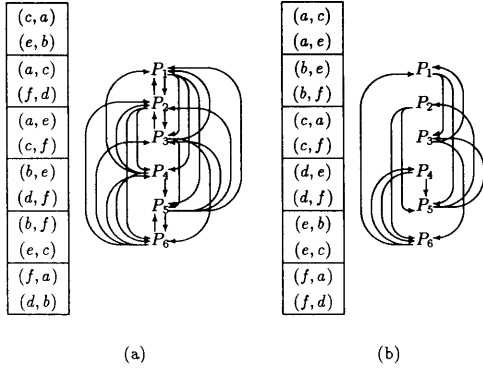 (c, a)
(e, b)
(a, c)
(f, d)
(a, e)
(c, f)
(b, e)
(d, f)
(b, f)
(e, c)
(f, a)
(d, b)
P1
P2
P3
P4
P5
P6
(a)
(a, c)
(a, e)
(b, e)
(b, f)
(c, a)
(c, f)
(d, e)
(d, f)
(e, b)
(e, c)
(f, a)
(f, d)
P1
P2
P3
P4
P5
P6
(b)